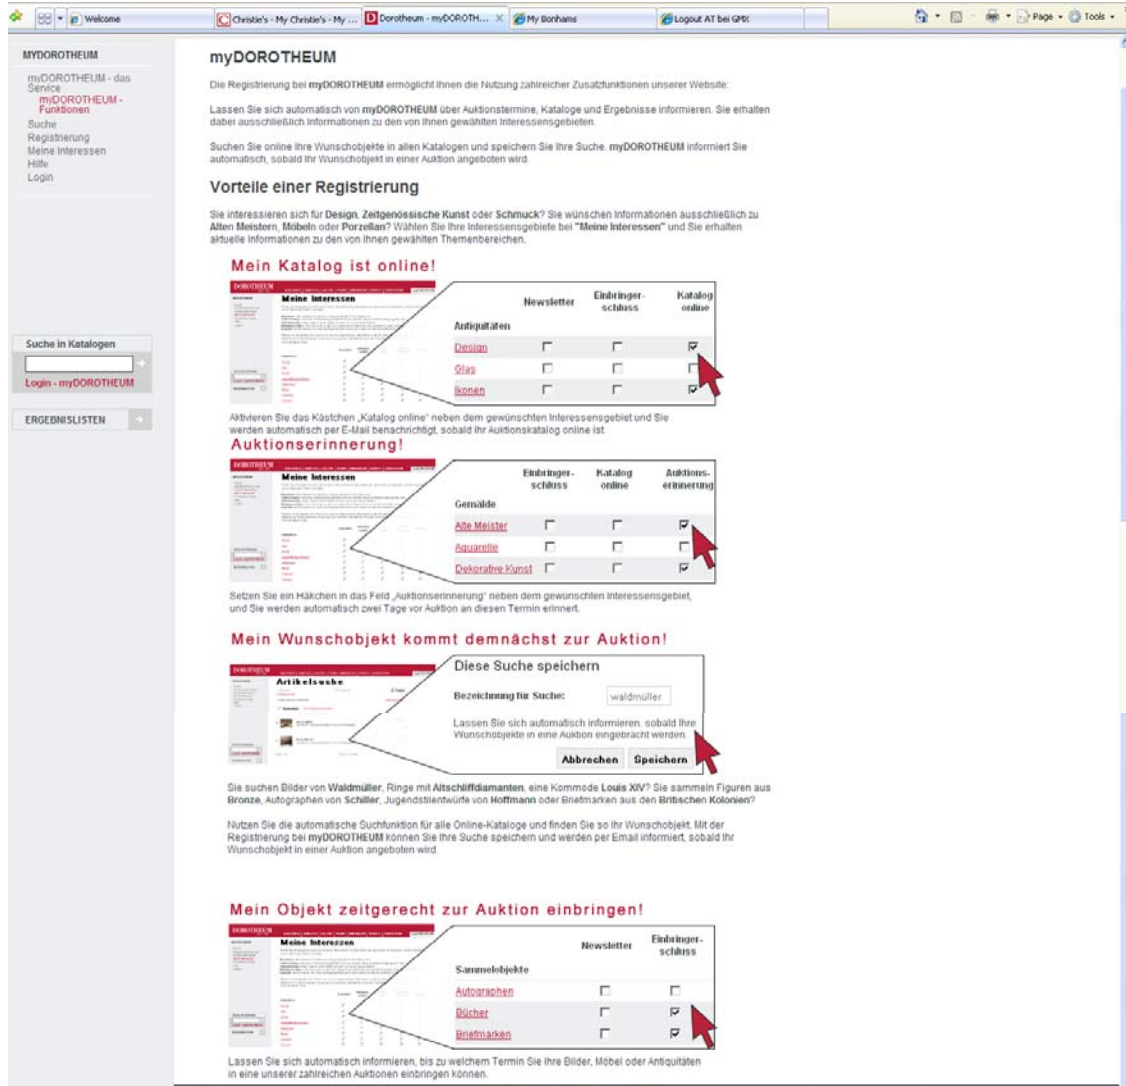 Welcome
Christie's - My Christie's - My ...
Dorotheum - myDOROTH...
My Bonhams
Logout AT bei GMX
Page
Tools
MYDOROTHEUM
myDOROTHEUM - das
Service
myDOROTHEUM -
Funktionen
Suche
Registrierung
Meine Interessen
Hilfe
Login
Suche in Katalogen
Login - myDOROTHEUM
ERGEBNISLISTEN
myDOROTHEUM
Die Registrierung bei myDOROTHEUM ermöglicht Ihnen die Nutzung zahlreicher Zusatzfunktionen unserer Website:
Lassen Sie sich automatisch von myDOROTHEUM über Auktionstermine, Kataloge und Ergebnisse informieren. Sie erhalten
dabei ausschließlich Informationen zu den von Ihnen gewählten Interessensgebieten.
Suchen Sie online Ihre Wunschobjekte in allen Katalogen und speichern Sie Ihre Suche. myDOROTHEUM informiert Sie
automatisch, sobald Ihr Wunschobjekt in einer Auktion angeboten wird.
Vorteile einer Registrierung
Sie interessieren sich für Design, Zeitgenössische Kunst oder Schmuck? Sie wünschen Informationen ausschließlich zu
Alten Meistern, Möbeln oder Porzellan? Wählen Sie Ihre Interessensgebiete bei "Meine Interessen" und Sie erhalten
aktuelle Informationen zu den von Ihnen gewählten Themenbereichen.
Mein Katalog ist online!
DOROTHEUM
Meine Interessen
Newsletter
Einbringer-
schluss
Katalog
online
Antiquitäten
Design
Glas
Ikonen
Aktivieren Sie das Kästchen „Katalog online" neben dem gewünschten Interessensgebiet und Sie
werden automatisch per E-Mail benachrichtigt, sobald Ihr Auktionskatalog online ist.
Auktionserinnerung!
DOROTHEUM
Meine Interessen
Einbringer-
schluss
Katalog
online
Auktions-
erinnerung
Gemälde
Alte Meister
Aquarelle
Dekorative Kunst
Setzen Sie ein Häkchen in das Feld „Auktionserinnerung" neben dem gewünschten Interessensgebiet,
und Sie werden automatisch zwei Tage vor Auktion an diesen Termin erinnert.
Mein Wunschobjekt kommt demnächst zur Auktion!
DOROTHEUM
Artikelsuche
Diese Suche speichern
Bezeichnung für Suche:
waldmüller
Lassen Sie sich automatisch informieren, sobald Ihre
Wunschobjekte in eine Auktion eingebracht werden.
Abbrechen Speichern
Sie suchen Bilder von Waldmüller, Ringe mit Altschliffdiamanten, eine Kommode Louis XIV? Sie sammeln Figuren aus
Bronze, Autographen von Schiller, Jugendstilentwürfe von Hoffmann oder Briefmarken aus den Britischen Kolonien?
Nutzen Sie die automatische Suchfunktion für alle Online-Kataloge und finden Sie so Ihr Wunschobjekt. Mit der
Registrierung bei myDOROTHEUM können Sie Ihre Suche speichern und werden per Email informiert, sobald Ihr
Wunschobjekt in einer Auktion angeboten wird.
Mein Objekt zeitgerecht zur Auktion einbringen!
DOROTHEUM
Meine Interessen
Newsletter
Einbringer-
schluss
Sammelobjekte
Autographen
Bücher
Briefmarken
Lassen Sie sich automatisch informieren, bis zu welchem Termin Sie Ihre Bilder, Möbel oder Antiquitäten
in eine unserer zahlreichen Auktionen einbringen können.